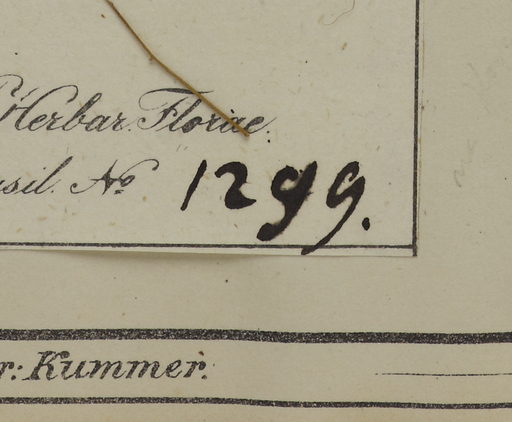 Herbar. Florae
sil. No 1299.
r: Kummer.